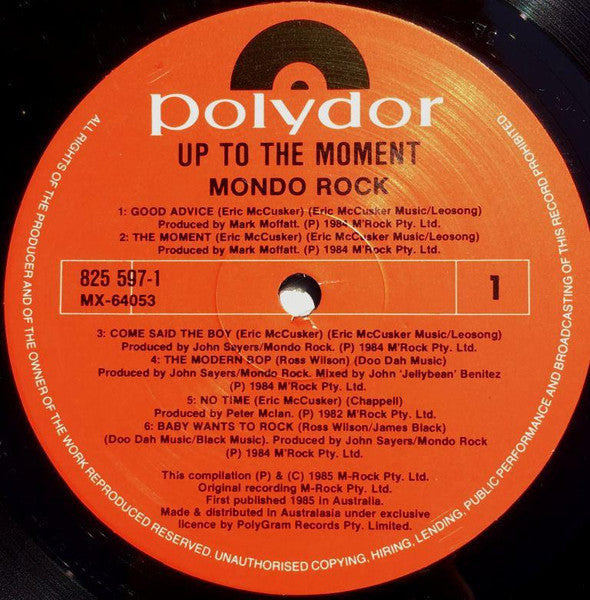 polydor
UP TO THE MOMENT
MONDO ROCK
1: GOOD ADVICE (Eric McCusker) (Eric McCusker Music/Leosong)
Produced by Mark Moffatt. (P) 1984 M'Rock Pty. Ltd.
2: THE MOMENT (Eric McCusker) (Eric McCusker Music/Leosong)
Produced by Mark Moffatt. (P) 1984 M'Rock Pty. Ltd.
825 597-1
MX-64053
1
3: COME SAID THE BOY (Eric McCusker) (Eric McCusker Music/Leosong)
Produced by John Sayers/Mondo Rock. (P) 1984 M'Rock Pty. Ltd.
4: THE MODERN BOP (Ross Wilson) (Doo Dah Music)
Produced by John Sayers/Mondo Rock. Mixed by John 'Jellybean' Benitez
(P) 1984 M'Rock Pty. Ltd.
5: NO TIME (Eric McCusker) (Chappell)
Produced by Peter McIan. (P) 1982 M'Rock Pty. Ltd.
6: BABY WANTS TO ROCK (Ross Wilson/James Black)
(Doo Dah Music/Black Music). Produced by John Sayers/Mondo Rock
(P) 1984 M'Rock Pty. Ltd.
This compilation (P) & (C) 1985 M-Rock Pty. Ltd.
Original recording M-Rock Pty. Ltd.
First published 1985 in Australia.
Made & distributed in Australasia under exclusive
licence by PolyGram Records Pty. Limited.
ALL RIGHTS OF THE PRODUCER AND OF THE OWNER OF THE WORK REPRODUCED RESERVED. UNAUTHORISED COPYING, HIRING, LENDING, PUBLIC PERFORMANCE AND BROADCASTING OF THIS RECORD PROHIBITED